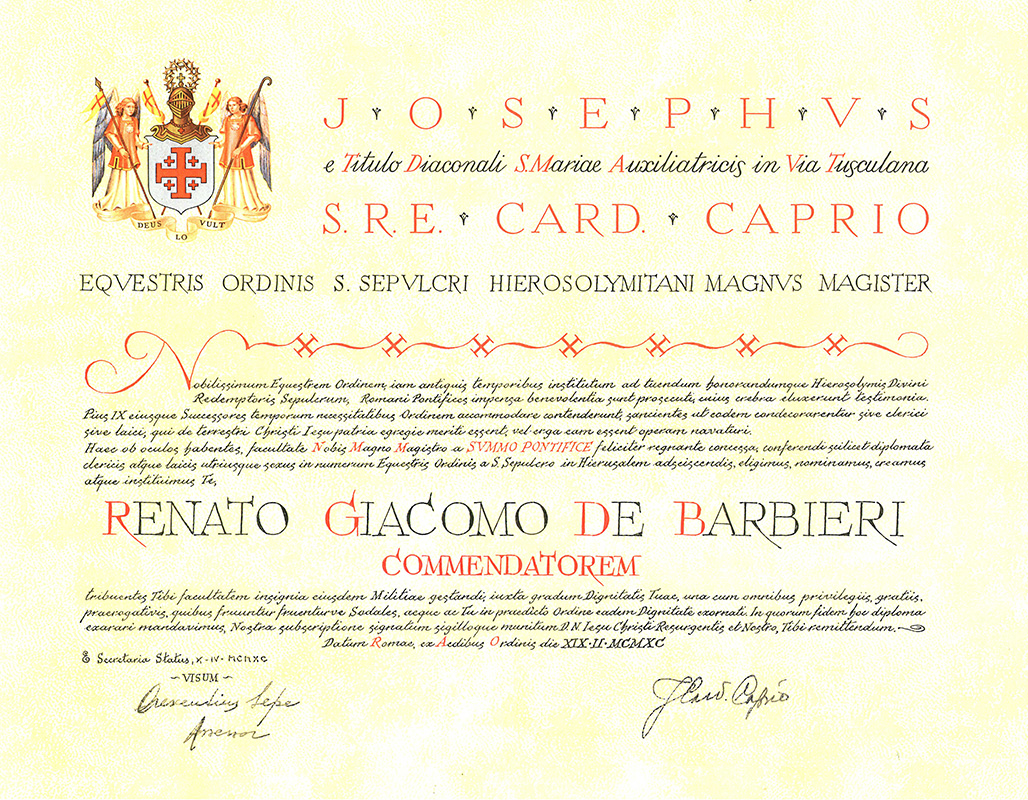 DEUS LO VULT
JOSEPHVS
e Titulo Diaconali S. Mariae Auxiliatricis in Via Tusculana
S. R. E. CARD. CAPRIO
EQVESTRIS ORDINIS S. SEPVLCRI HIEROSOLYMITANI MAGNVS MAGISTER
Nobilissimum Equestrem Ordinem, iam antiquis temporibus institutum ad tuendum honorandumque Hierosolymis Divini
Redemptoris Sepulcrum, Romani Pontifices impensa benevolentia sunt prosecuti, cuius crebra eluxerunt testimonia.
Pius IX eiusque Successores temporum necessitatibus Ordinem accommodare contenderunt, sancientes ut eodem condecorarentur sive clerici
sive laici, qui de terrestri Christi Iesu patria egregie meriti essent, vel erga eam essent operam navaturi.
Haec ob oculos habentes, facultate Nobis Magno Magistro a SVMMO PONTIFICE feliciter regnante concessa, conferendi scilicet diplomata
clericis atque laicis utriusque sexus in numerum Equestris Ordinis a S. Sepulcro in Hierusalem adsciscendis, eligimus, nominamus, creamus
atque instituimus Te,
RENATO GIACOMO DE BARBIERI
COMMENDATOREM
tribuentes Tibi facultatem insignia eiusdem Militiae gestandi, iuxta gradum Dignitatis Tuae, una cum omnibus privilegiis, gratiis,
praerogativis, quibus fruuntur fruenturve Sodales, aeque ac Tu in praedicto Ordine eadem Dignitate exornati. In quorum fidem hoc diploma
exarari mandavimus, Nostra subscriptione signatum sigilloque munitum D. N. Iesu Christi Resurgentis et Nostro, Tibi remittendum.
Datum Romae, ex Aedibus Ordinis die XIX·II·MCMXC
E Secretaria Status, X·IV·MCMXC
~VISUM~
Crescentius Sepe
Assessor
J Card. Caprio